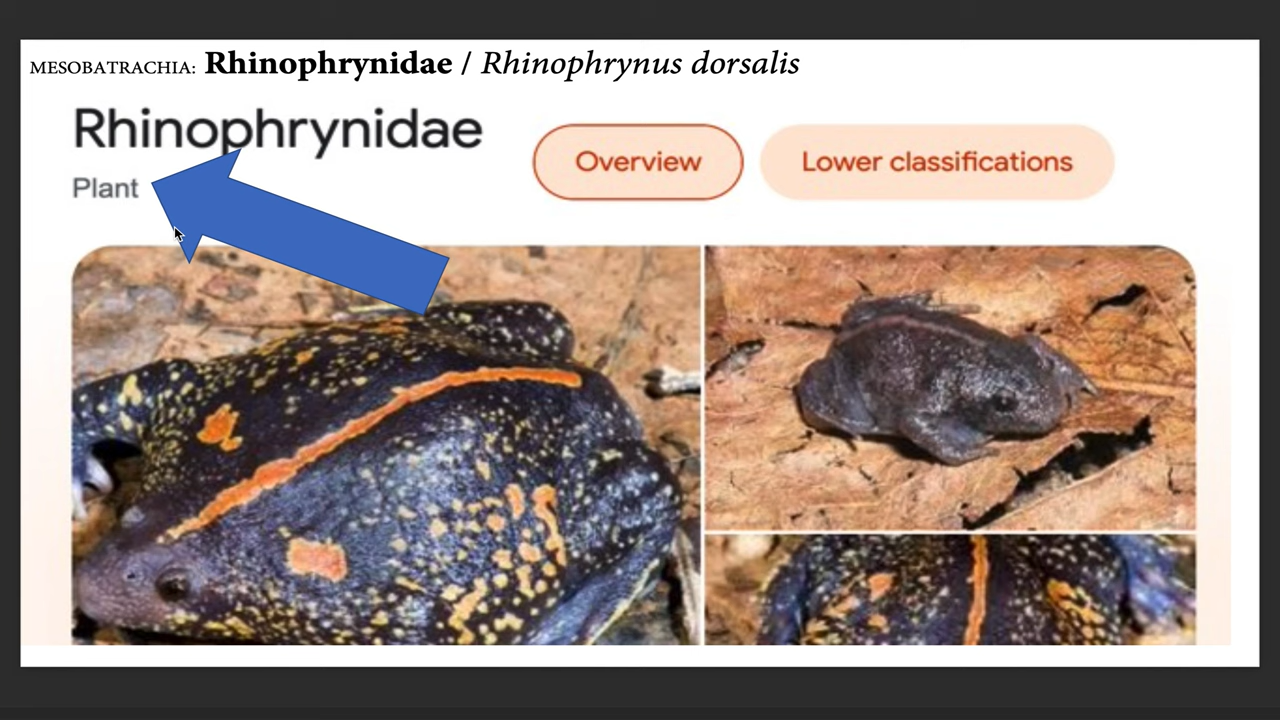 MESOBATRACHIA: Rhinophrynidae / Rhinophrynus dorsalis
Rhinophrynidae
Plant
Overview
Lower classifications